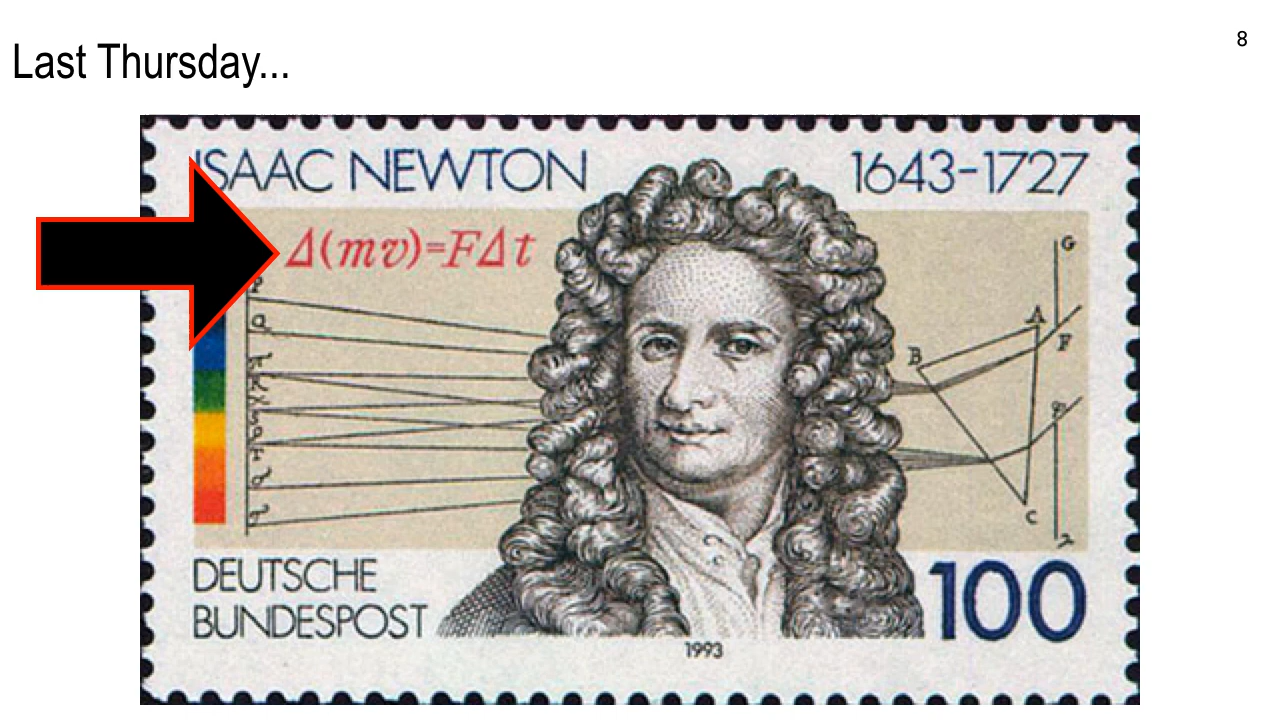 Last Thursday...
8
ISAAC NEWTON
1643-1727
Δ(mv)=FΔt
G
A
F
B
C
DEUTSCHE
BUNDESPOST
100
1993